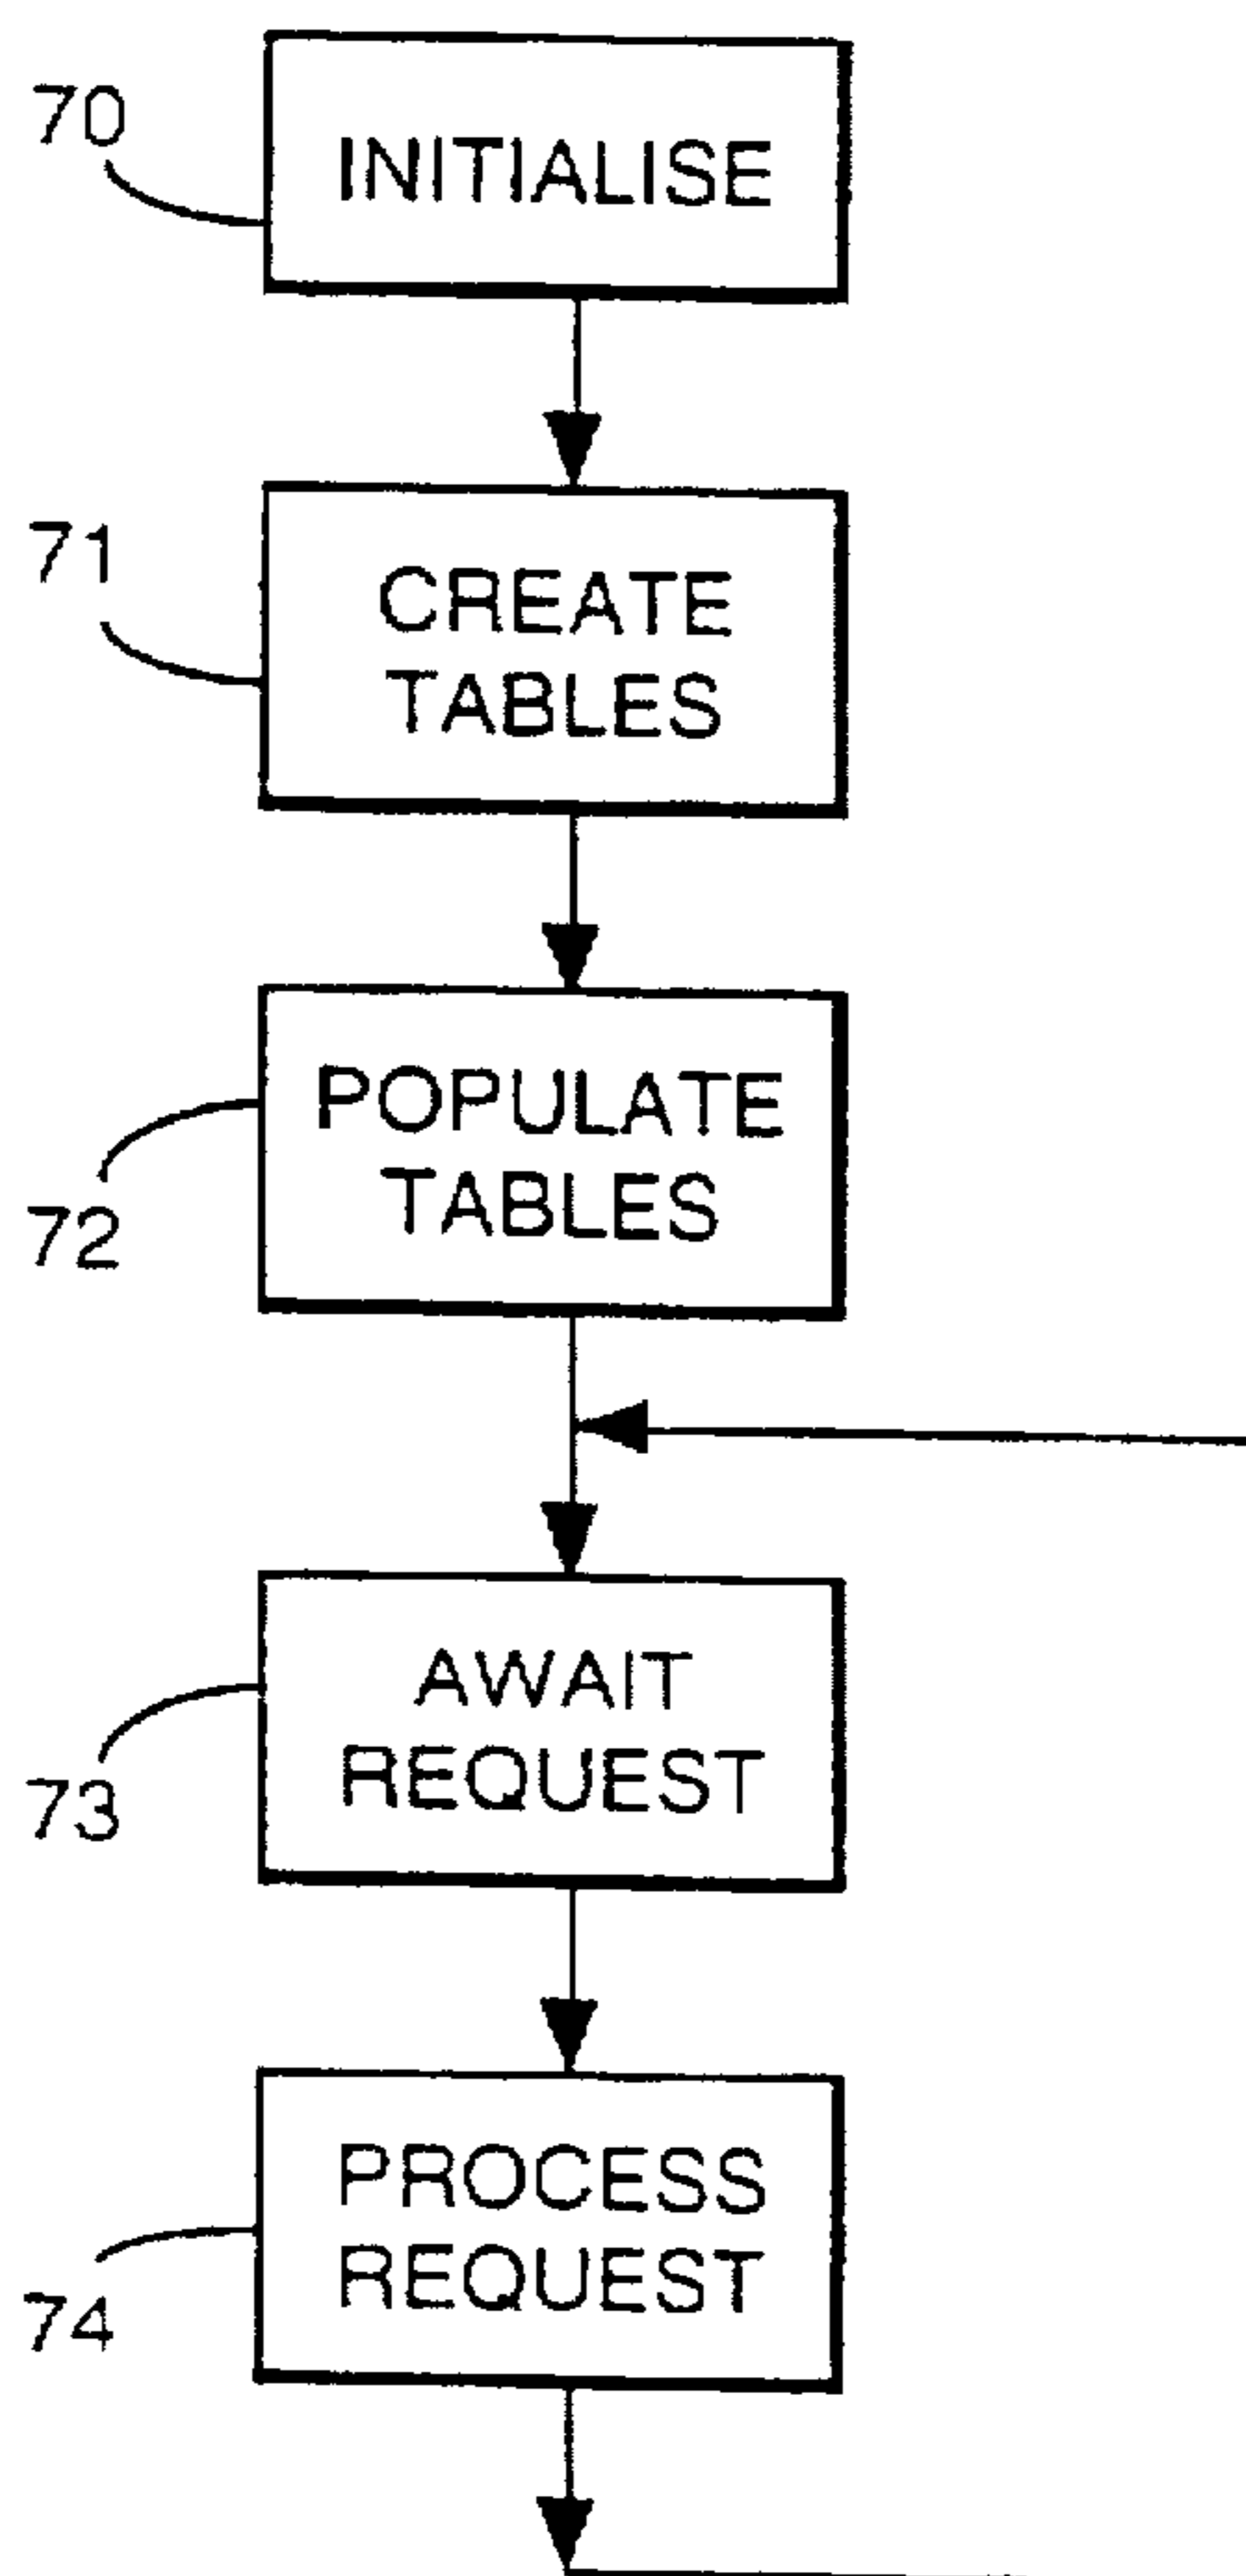 70
INITIALISE
71
CREATE
TABLES
POPULATE
TABLES
72
AWAIT
REQUEST
73
PROCESS
REQUEST
74